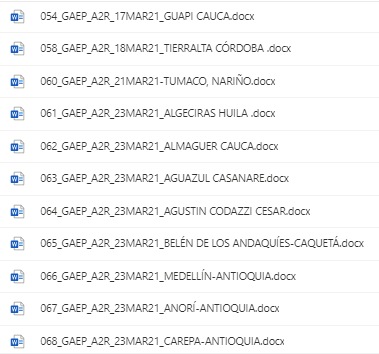 054_GAEP_A2R_17MAR21_GUAPI CAUCA.docx
058_GAEP_A2R_18MAR21_TIERRALTA CÓRDOBA .docx
060_GAEP_A2R_21MAR21-TUMACO, NARIÑO.docx
061_GAEP_A2R_23MAR21_ALGECIRAS HUILA .docx
062_GAEP_A2R_23MAR21_ALMAGUER CAUCA.docx
063_GAEP_A2R_23MAR21_AGUAZUL CASANARE.docx
064_GAEP_A2R_23MAR21_AGUSTIN CODAZZI CESAR.docx
065_GAEP_A2R_23MAR21_BELÉN DE LOS ANDAQUÍES-CAQUETÁ.docx
066_GAEP_A2R_23MAR21_MEDELLÍN-ANTIOQUIA.docx
067_GAEP_A2R_23MAR21_ANORÍ-ANTIOQUIA.docx
068_GAEP_A2R_23MAR21_CAREPA-ANTIOQUIA.docx